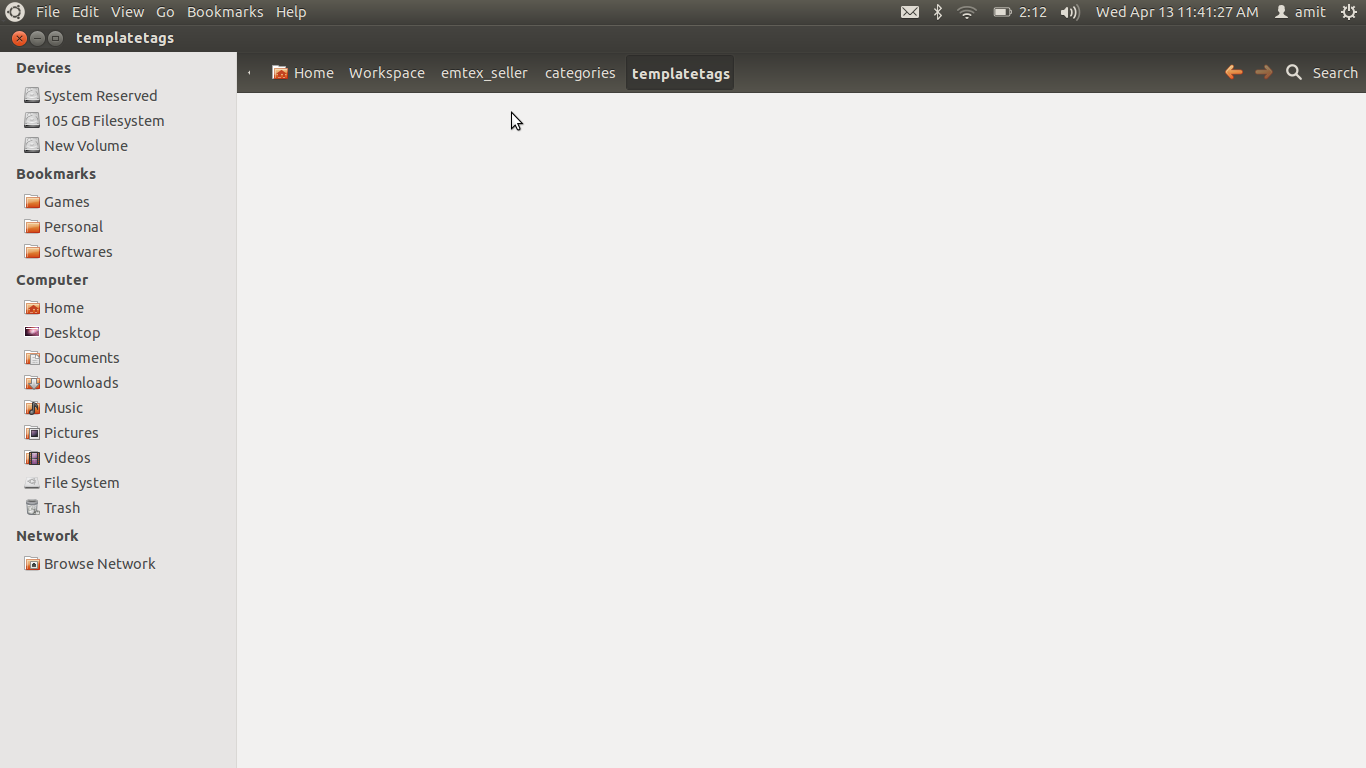 File Edit View Go Bookmarks Help 2:12 Wed Apr 13 11:41:27 AM amit
templatetags
Home Workspace emtex_seller categories templatetags Search
Devices
System Reserved
105 GB Filesystem
New Volume
Bookmarks
Games
Personal
Softwares
Computer
Home
Desktop
Documents
Downloads
Music
Pictures
Videos
File System
Trash
Network
Browse Network